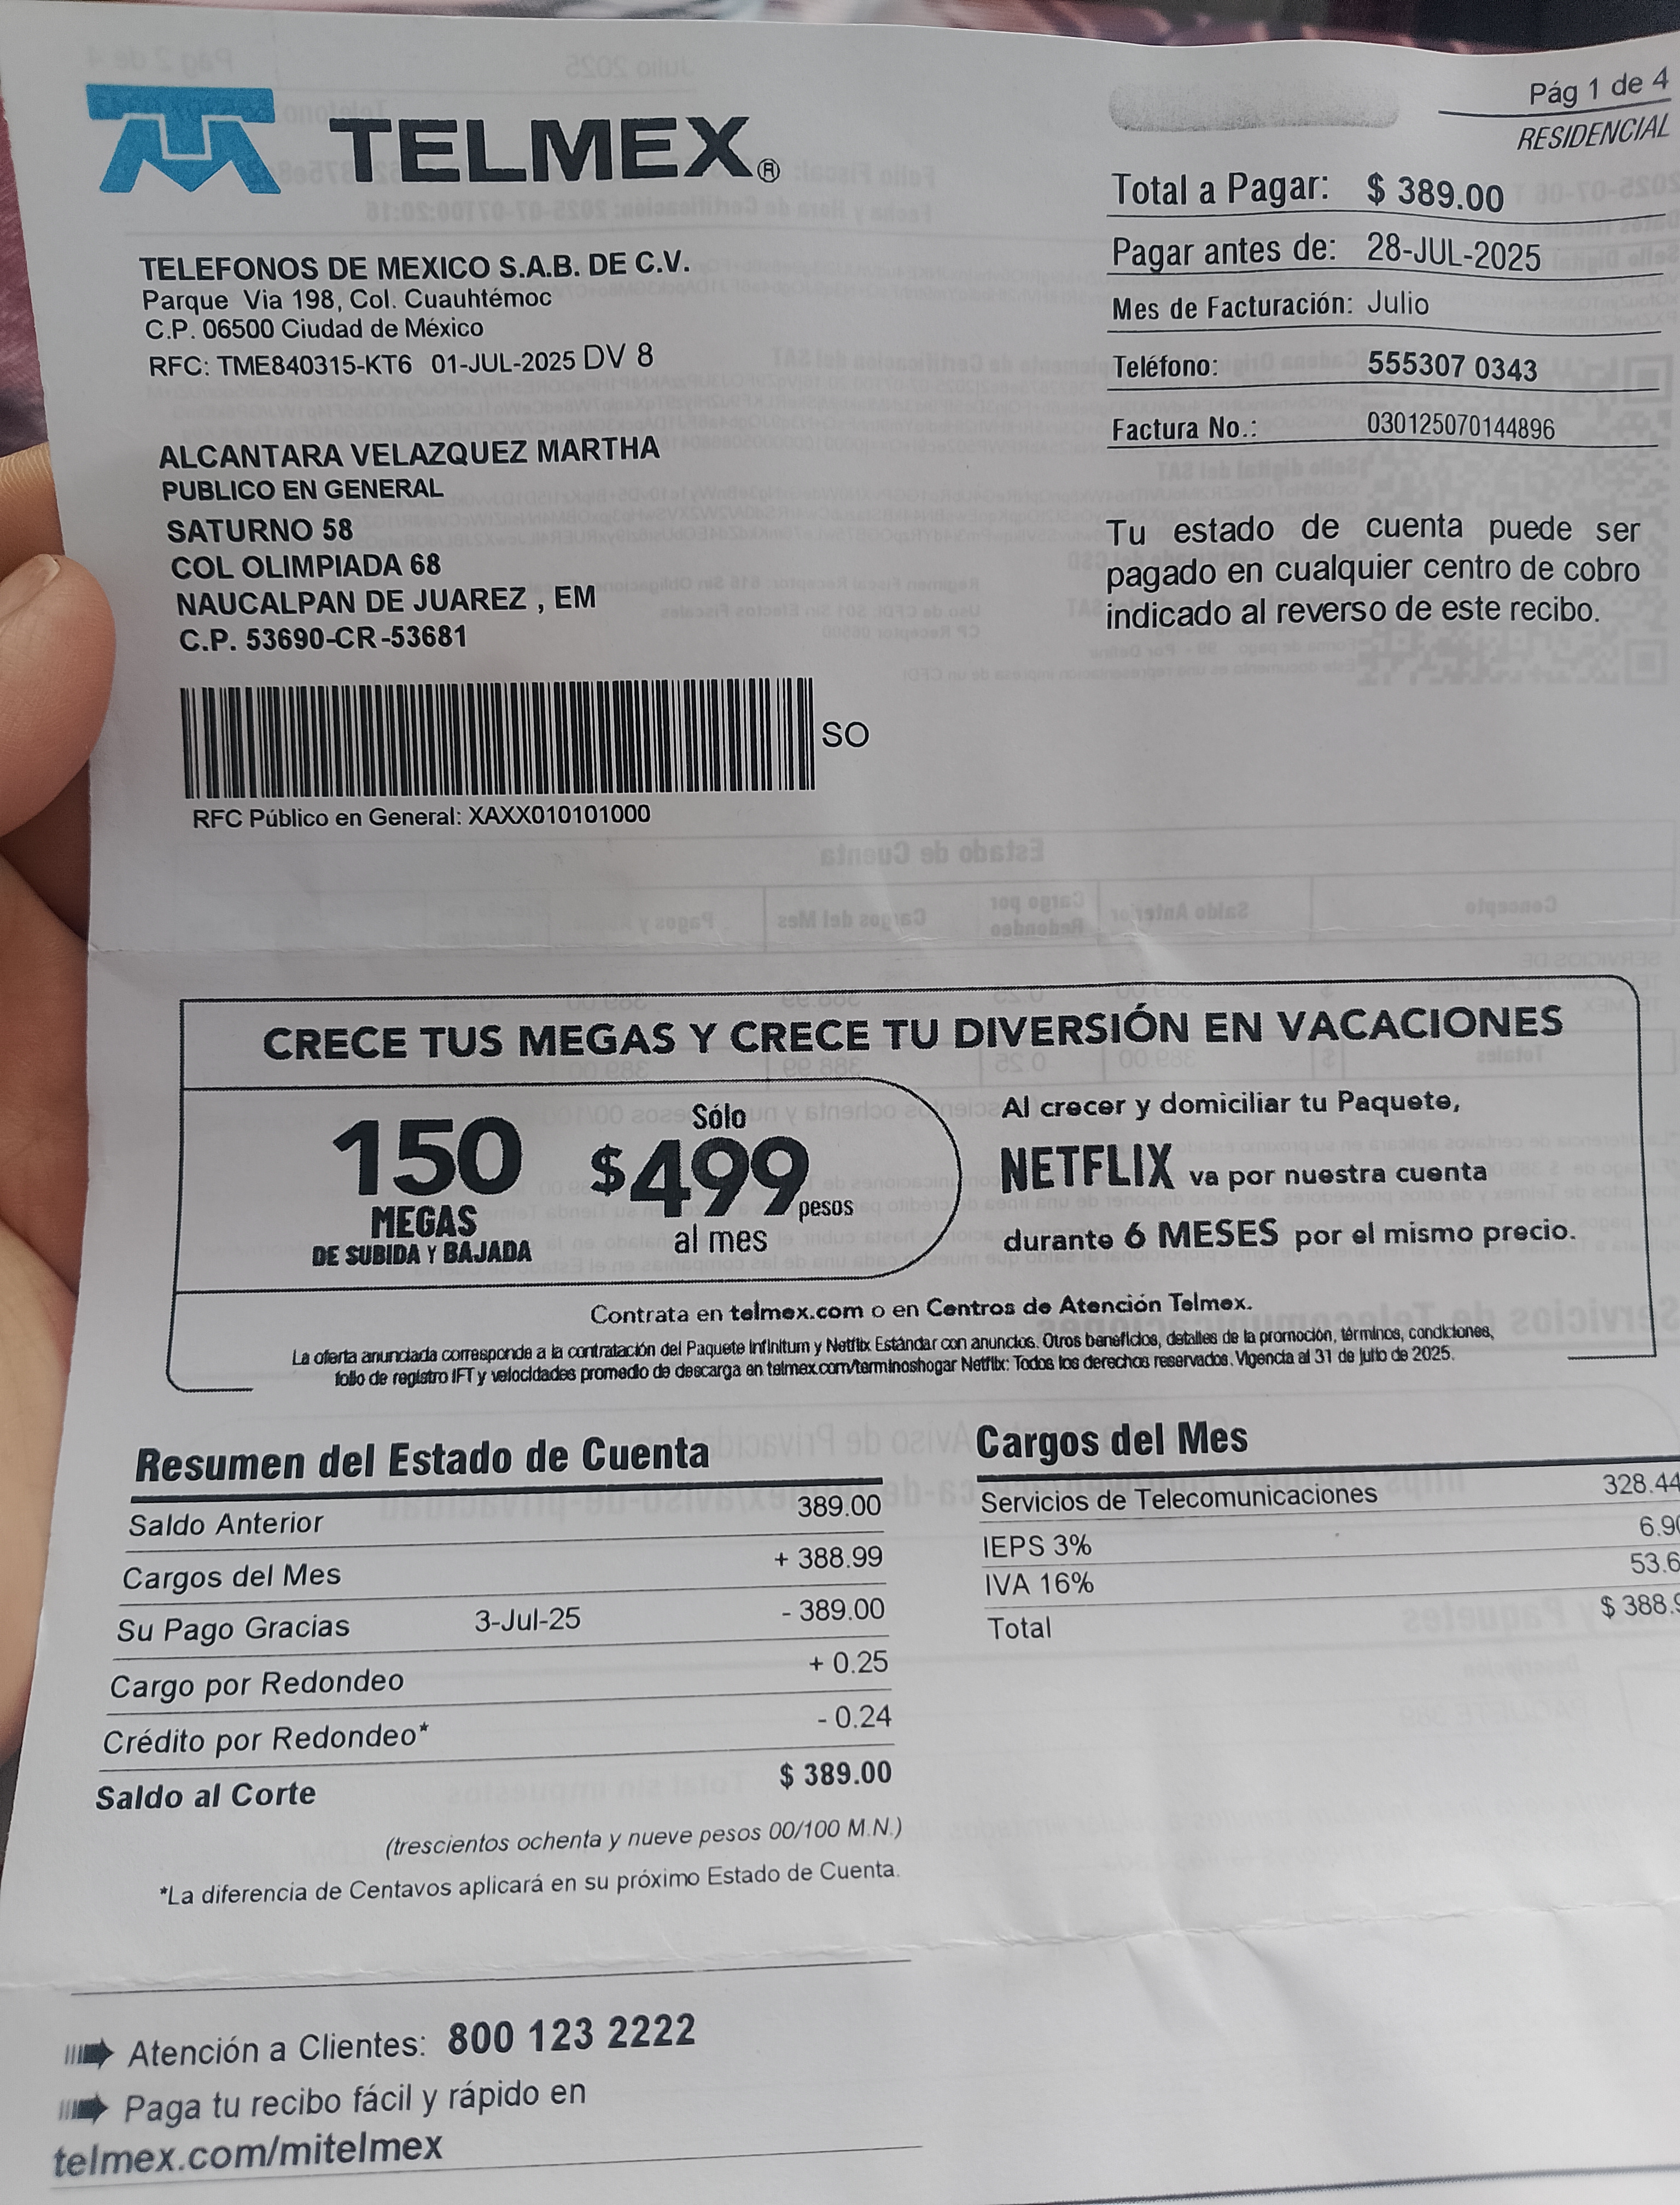 TELMEX®
Pág 1 de 4
RESIDENCIAL
Total a Pagar: $ 389.00
Pagar antes de: 28-JUL-2025
Mes de Facturación: Julio
Teléfono: 555307 0343
Factura No.: 030125070144896
Tu estado de cuenta puede ser
pagado en cualquier centro de cobro
indicado al reverso de este recibo.
TELEFONOS DE MEXICO S.A.B. DE C.V.
Parque Via 198, Col. Cuauhtémoc
C.P. 06500 Ciudad de México
RFC: TME840315-KT6 01-JUL-2025 DV 8
ALCANTARA VELAZQUEZ MARTHA
PUBLICO EN GENERAL
SATURNO 58
COL OLIMPIADA 68
NAUCALPAN DE JUAREZ , EM
C.P. 53690-CR-53681
SO
RFC Público en General: XAXX010101000
CRECE TUS MEGAS Y CRECE TU DIVERSIÓN EN VACACIONES
150
MEGAS
DE SUBIDA Y BAJADA
Sólo
$499 pesos
al mes
Al crecer y domiciliar tu Paquete,
NETFLIX va por nuestra cuenta
durante 6 MESES por el mismo precio.
Contrata en telmex.com o en Centros de Atención Telmex.
La oferta anunciada corresponde a la contratación del Paquete Infinitum y Netflix Estándar con anuncios. Otros beneficios, detalles de la promoción, términos, condiciones,
folio de registro IFT y velocidades promedio de descarga en telmex.com/terminoshogar Netflix: Todos los derechos reservados. Vigencia al 31 de julio de 2025.
Resumen del Estado de Cuenta
Saldo Anterior 389.00
Cargos del Mes + 388.99
Su Pago Gracias 3-Jul-25 - 389.00
Cargo por Redondeo + 0.25
Crédito por Redondeo* - 0.24
Saldo al Corte $ 389.00
(trescientos ochenta y nueve pesos 00/100 M.N.)
*La diferencia de Centavos aplicará en su próximo Estado de Cuenta.
Cargos del Mes
Servicios de Telecomunicaciones 328.44
IEPS 3% 6.9
IVA 16% 53.6
Total $ 388.9
Atención a Clientes: 800 123 2222
Paga tu recibo fácil y rápido en
telmex.com/mitelmex